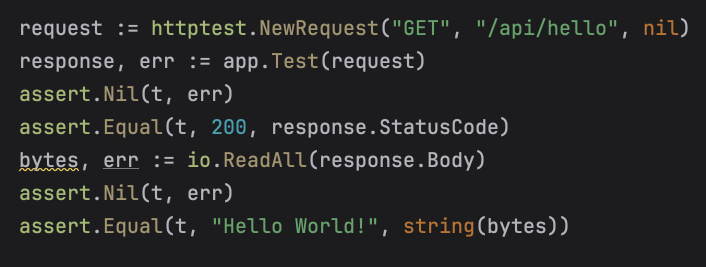 request := httptest.NewRequest("GET", "/api/hello", nil)
response, err := app.Test(request)
assert.Nil(t, err)
assert.Equal(t, 200, response.StatusCode)
bytes, err := io.ReadAll(response.Body)
assert.Nil(t, err)
assert.Equal(t, "Hello World!", string(bytes))